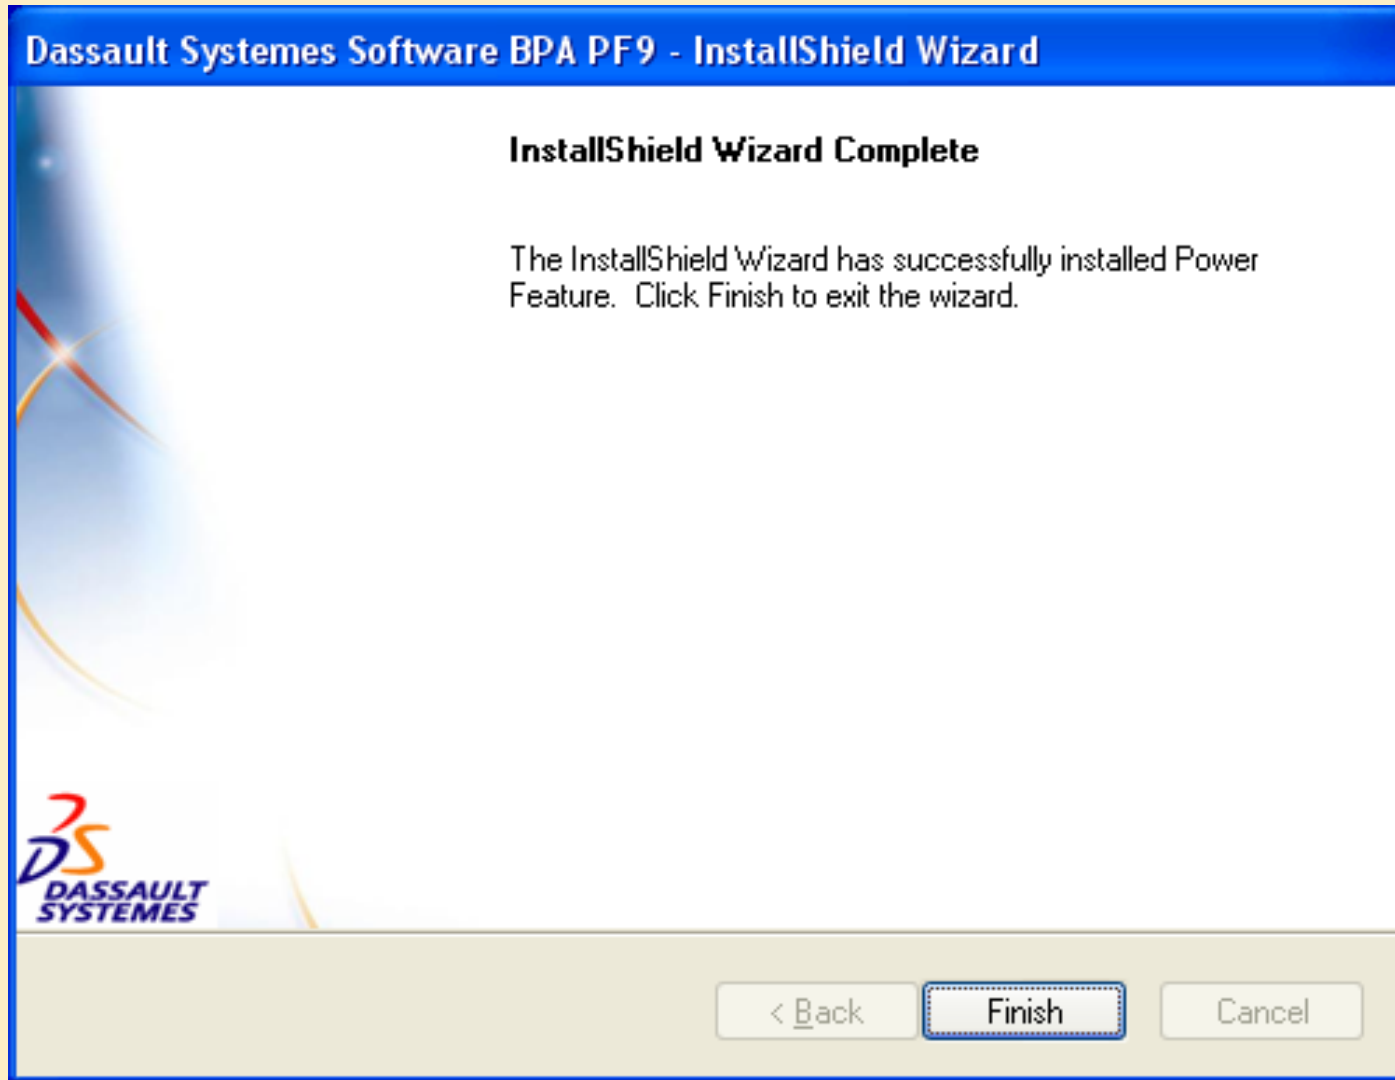 Dassault Systemes Software BPA PF9 - InstallShield Wizard
InstallShield Wizard Complete
The InstallShield Wizard has successfully installed Power
Feature.  Click Finish to exit the wizard.
DS
DASSAULT
SYSTEMES
< Back
Finish
Cancel